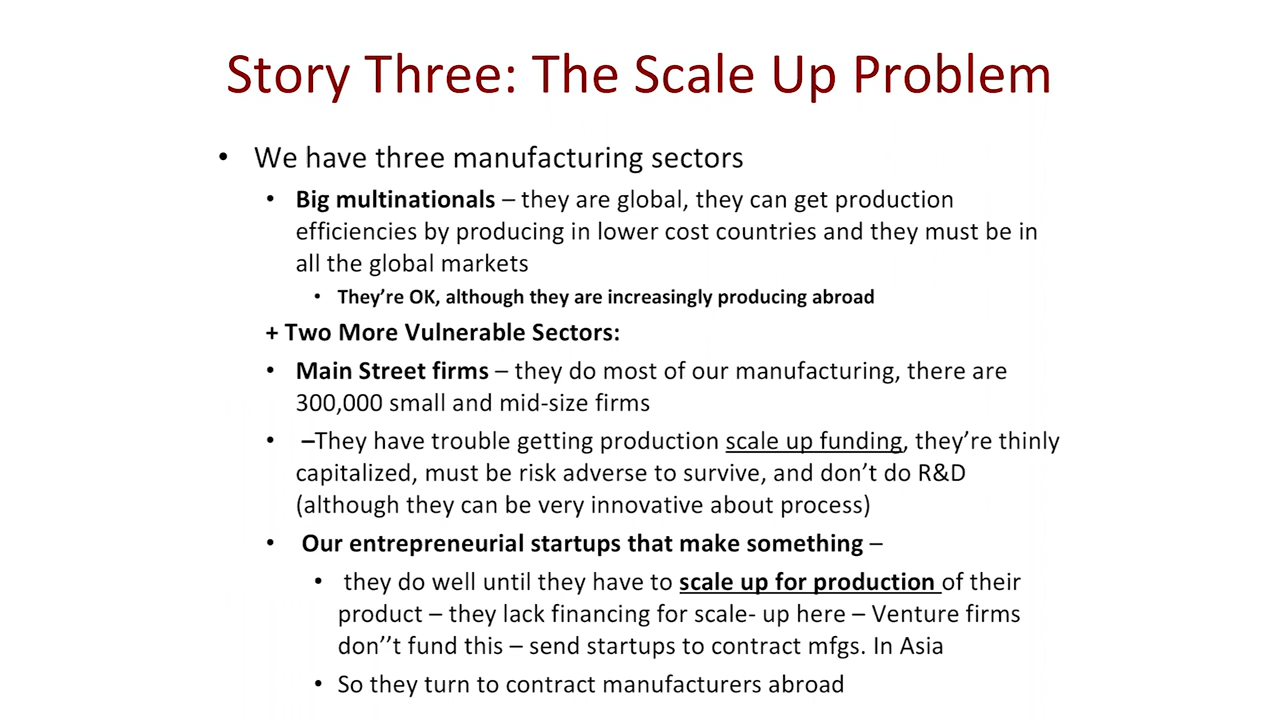 Story Three: The Scale Up Problem
• We have three manufacturing sectors
• Big multinationals – they are global, they can get production
efficiencies by producing in lower cost countries and they must be in
all the global markets
• They’re OK, although they are increasingly producing abroad
+ Two More Vulnerable Sectors:
• Main Street firms – they do most of our manufacturing, there are
300,000 small and mid-size firms
• –They have trouble getting production scale up funding, they’re thinly
capitalized, must be risk adverse to survive, and don’t do R&D
(although they can be very innovative about process)
• Our entrepreneurial startups that make something –
• they do well until they have to scale up for production of their
product – they lack financing for scale- up here – Venture firms
don’’t fund this – send startups to contract mfgs. In Asia
• So they turn to contract manufacturers abroad